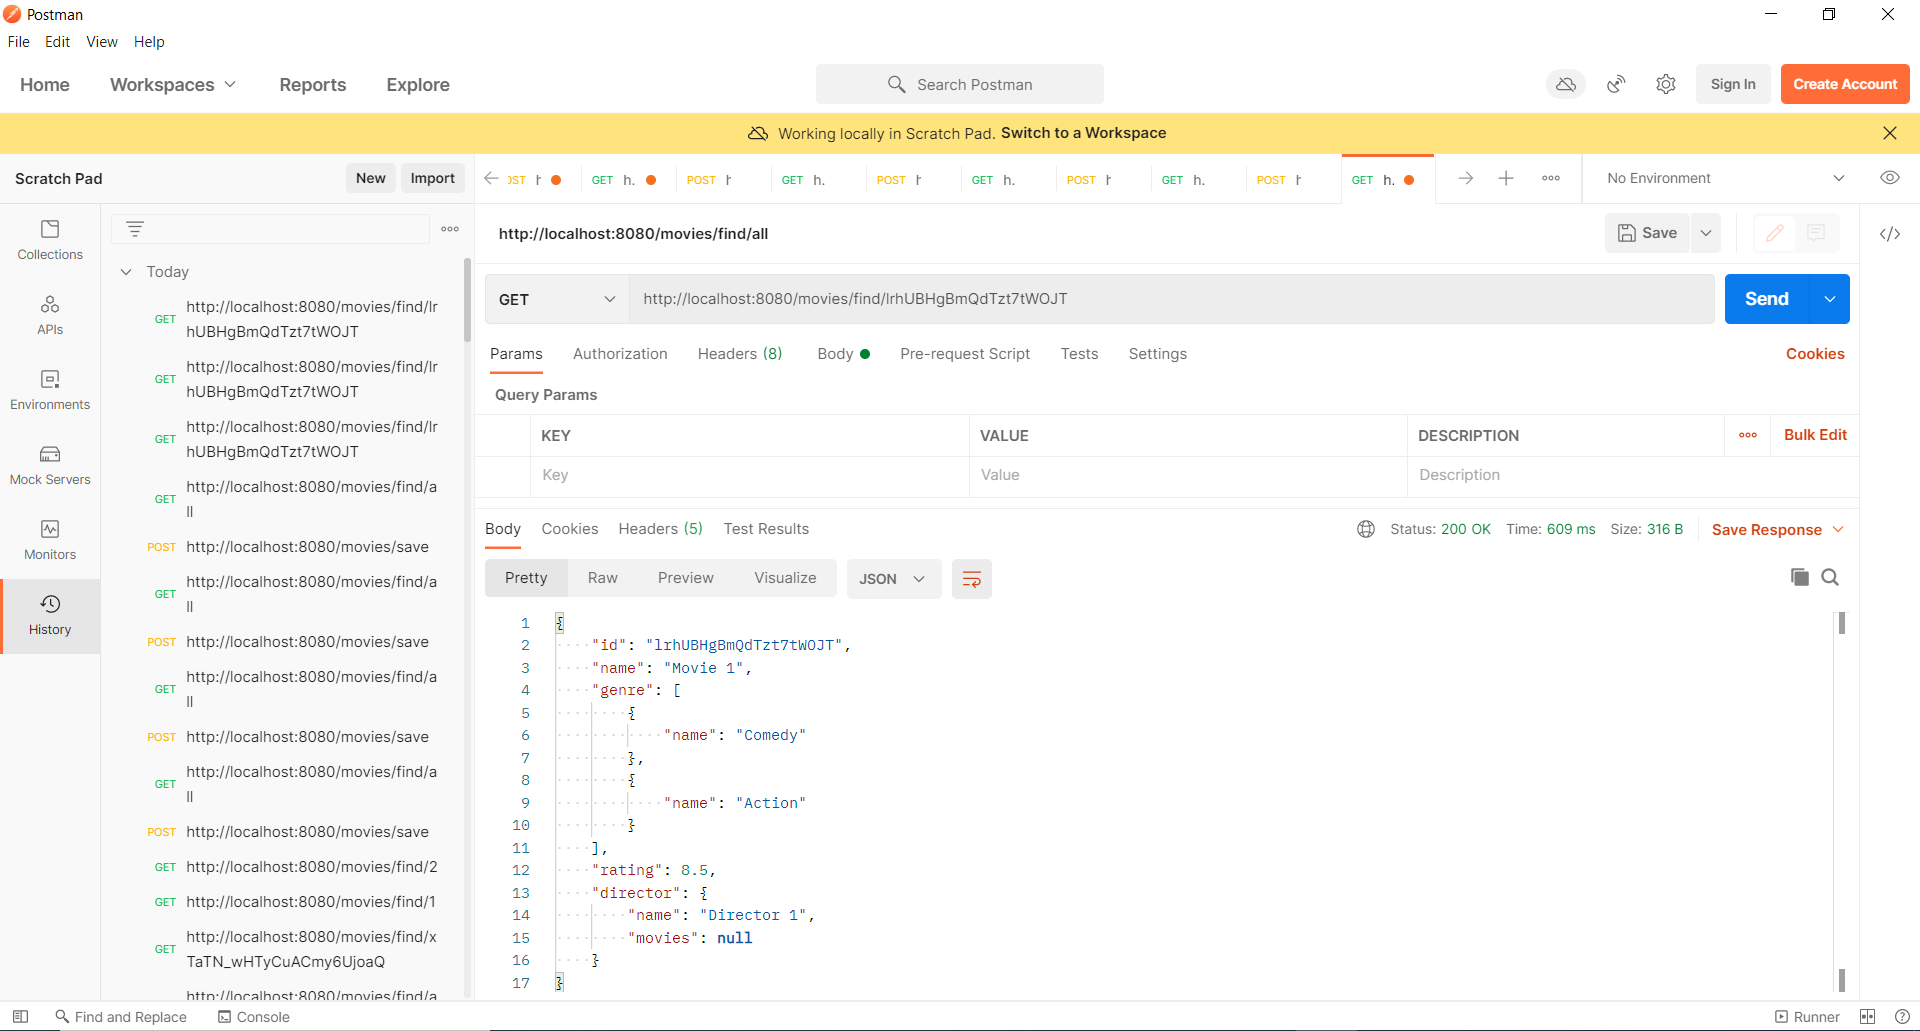 Postman
File Edit View Help
Home Workspaces Reports Explore
Search Postman
Sign In
Create Account
Working locally in Scratch Pad. Switch to a Workspace
Scratch Pad
New Import
GET h.
POST
GET h.
POST
GET h.
POST
GET h.
POST
GET h.
No Environment
Collections
APIs
Environments
Mock Servers
Monitors
History
Today
GET http://localhost:8080/movies/find/lr
hUBHgBmQdTzt7tWOJT
GET http://localhost:8080/movies/find/lr
hUBHgBmQdTzt7tWOJT
GET http://localhost:8080/movies/find/lr
hUBHgBmQdTzt7tWOJT
GET http://localhost:8080/movies/find/a
ll
POST http://localhost:8080/movies/save
GET http://localhost:8080/movies/find/a
ll
POST http://localhost:8080/movies/save
GET http://localhost:8080/movies/find/a
ll
POST http://localhost:8080/movies/save
GET http://localhost:8080/movies/find/a
ll
POST http://localhost:8080/movies/save
GET http://localhost:8080/movies/find/2
GET http://localhost:8080/movies/find/1
GET http://localhost:8080/movies/find/x
TaTN_wHTyCuACmy6UjoaQ
http://localhost:8080/movies/find/a
http://localhost:8080/movies/find/all
Save
GET http://localhost:8080/movies/find/lrhUBHgBmQdTzt7tWOJT
Send
Params Authorization Headers (8) Body Pre-request Script Tests Settings Cookies
Query Params
KEY VALUE DESCRIPTION Bulk Edit
Key Value Description
Body Cookies Headers (5) Test Results
Status: 200 OK Time: 609 ms Size: 316 B Save Response
Pretty Raw Preview Visualize JSON
1 {
2 "id": "lrhUBHgBmQdTzt7tWOJT",
3 "name": "Movie 1",
4 "genre": [
5 {
6 "name": "Comedy"
7 },
8 {
9 "name": "Action"
10 }
11 ],
12 "rating": 8.5,
13 "director": {
14 "name": "Director 1",
15 "movies": null
16 }
17 }
Find and Replace Console
Runner